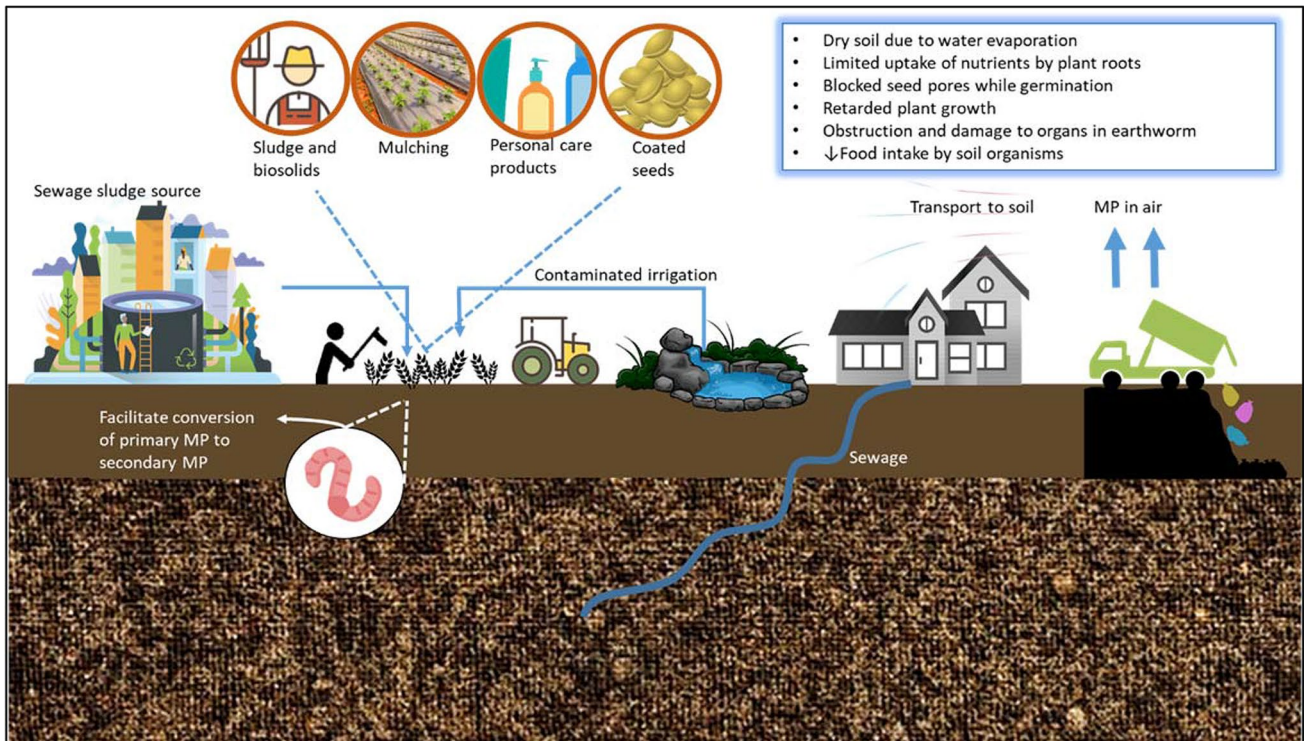 Sludge and
biosolids
Mulching
Personal care
products
Coated
seeds
• Dry soil due to water evaporation
• Limited uptake of nutrients by plant roots
• Blocked seed pores while germination
• Retarded plant growth
• Obstruction and damage to organs in earthworm
• ↓Food intake by soil organisms
Sewage sludge source
Transport to soil
MP in air
Contaminated irrigation
Facilitate conversion
of primary MP to
secondary MP
Sewage